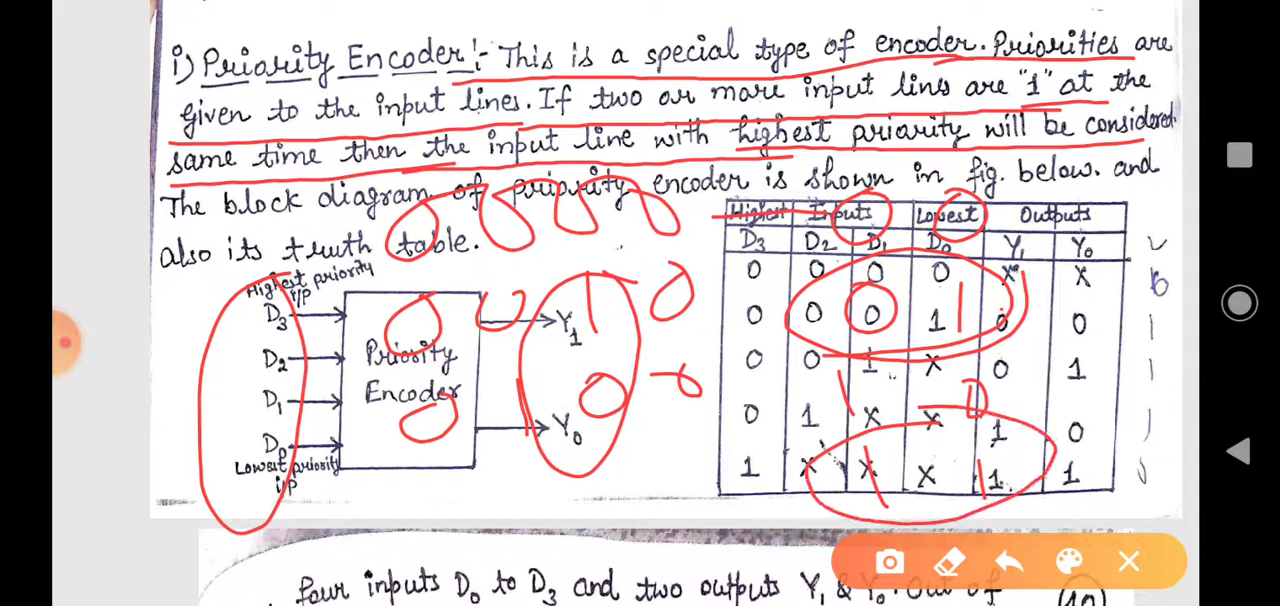 i) Priority Encoder:- This is a special type of encoder. Priorities are
given to the input lines. If two or more input lines are "1" at the
same time then the input line with highest priority will be considered.
The block diagram of priority encoder is shown in fig. below. and
also its truth table.
Highest priority
I/P
D3
D2
D1
D0
Lowest priority
I/P
Priority
Encoder
Y1
Y0
Highest Inputs Lowest Outputs
D3 D2 D1 D0 Y1 Y0
0 0 0 0 X X
0 0 0 1 0 0
0 0 1 X 0 1
0 1 X X 1 0
1 X X X 1 1
four inputs D0 to D3 and two outputs Y1 & Y0. Out of